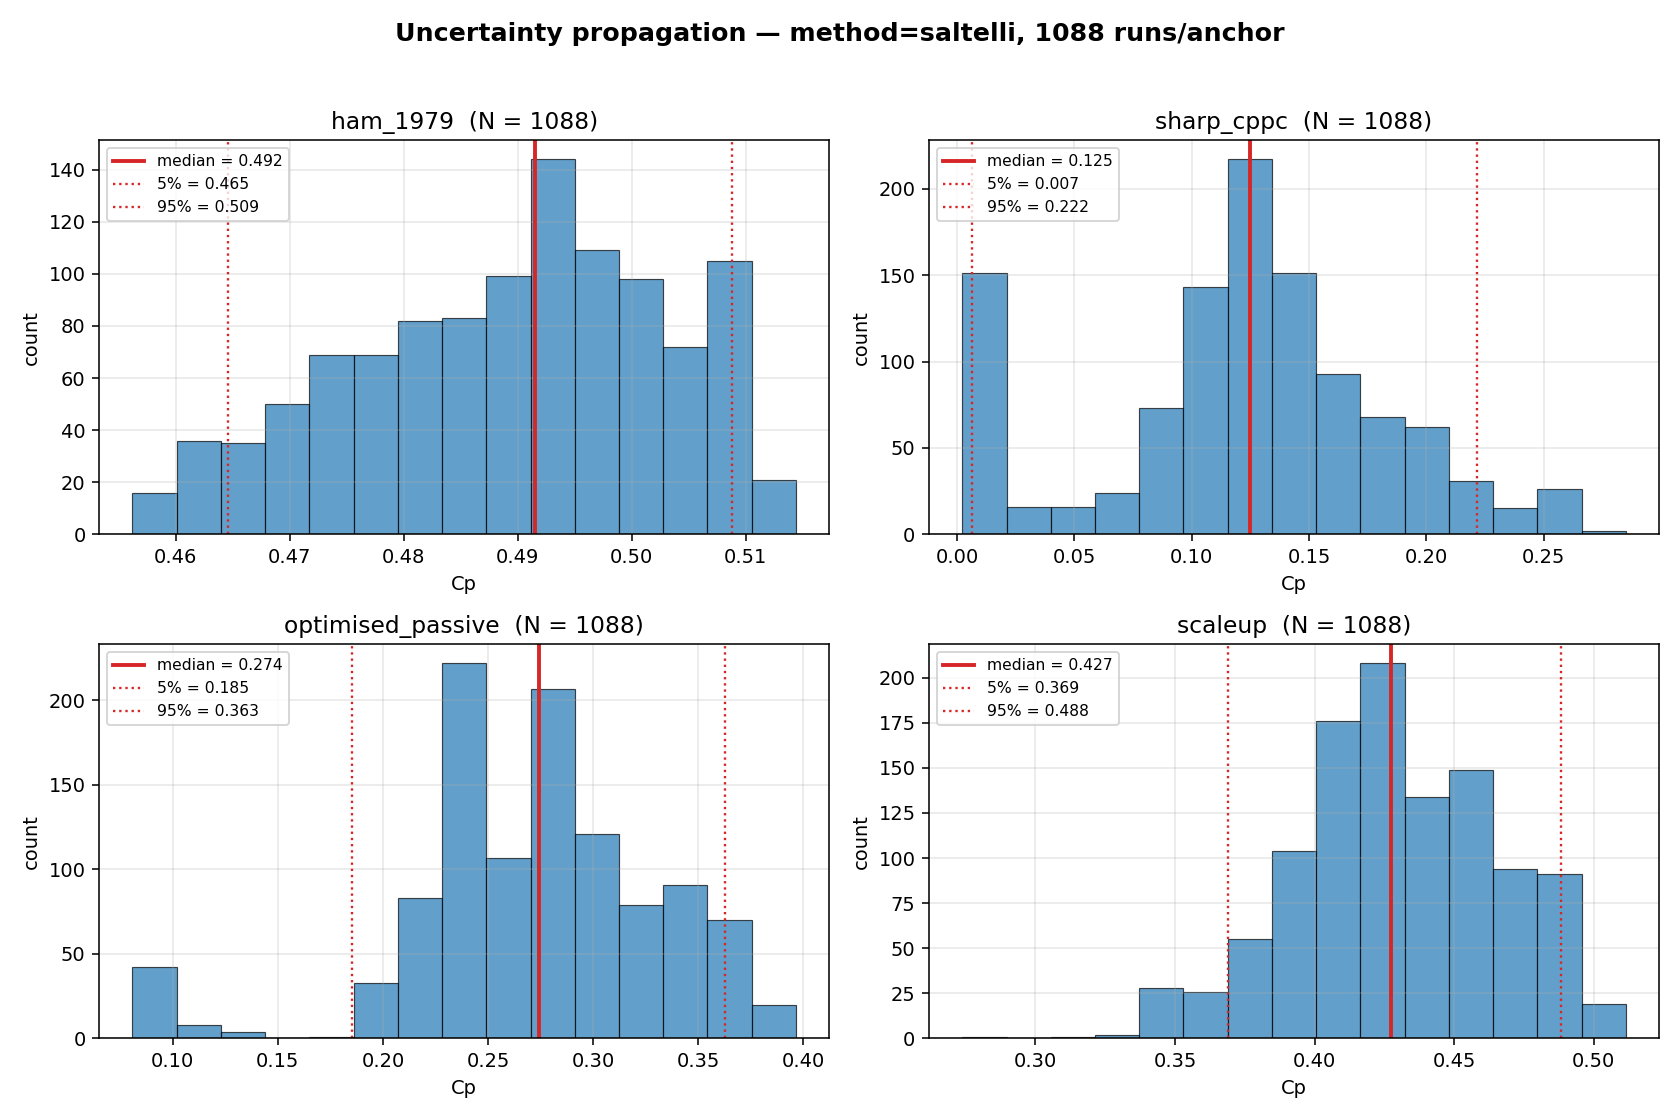 Uncertainty propagation — method=saltelli, 1088 runs/anchor
ham_1979  (N = 1088)
median = 0.492
5% = 0.465
95% = 0.509
count
140
120
100
80
60
40
20
0
0.46 0.47 0.48 0.49 0.50 0.51
Cp
sharp_cppc  (N = 1088)
median = 0.125
5% = 0.007
95% = 0.222
count
200
150
100
50
0
0.00 0.05 0.10 0.15 0.20 0.25
Cp
optimised_passive  (N = 1088)
median = 0.274
5% = 0.185
95% = 0.363
count
200
150
100
50
0
0.10 0.15 0.20 0.25 0.30 0.35 0.40
Cp
scaleup  (N = 1088)
median = 0.427
5% = 0.369
95% = 0.488
count
200
175
150
125
100
75
50
25
0
0.30 0.35 0.40 0.45 0.50
Cp